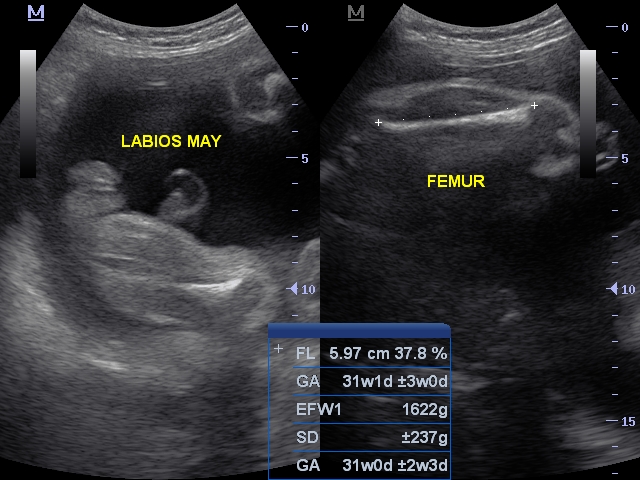 M
M
0
0
LABIOS MAY
5
5
FEMUR
10
10
FL 5.97 cm 37.8 %
GA 31w1d ±3w0d
EFW1 1622g
SD ±237g
GA 31w0d ±2w3d
15